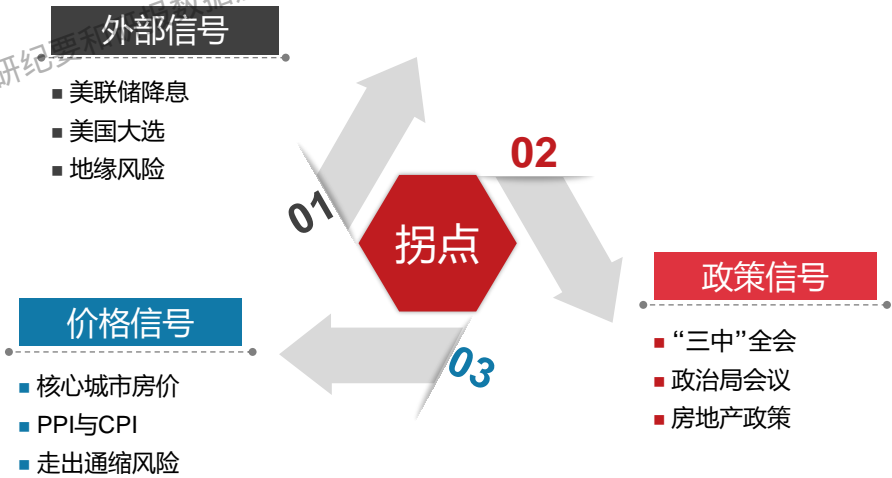 外部信号
美联储降息
美国大选
地缘风险
01
02
拐点
政策信号
“三中”全会
政治局会议
房地产政策
价格信号
核心城市房价
PPI与CPI
走出通缩风险
03